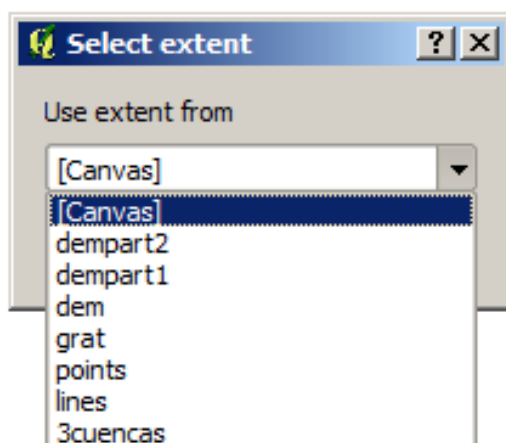 Select extent
Use extent from
[Canvas]
[Canvas]
dempart2
dempart1
dem
grat
points
lines
3cuencas